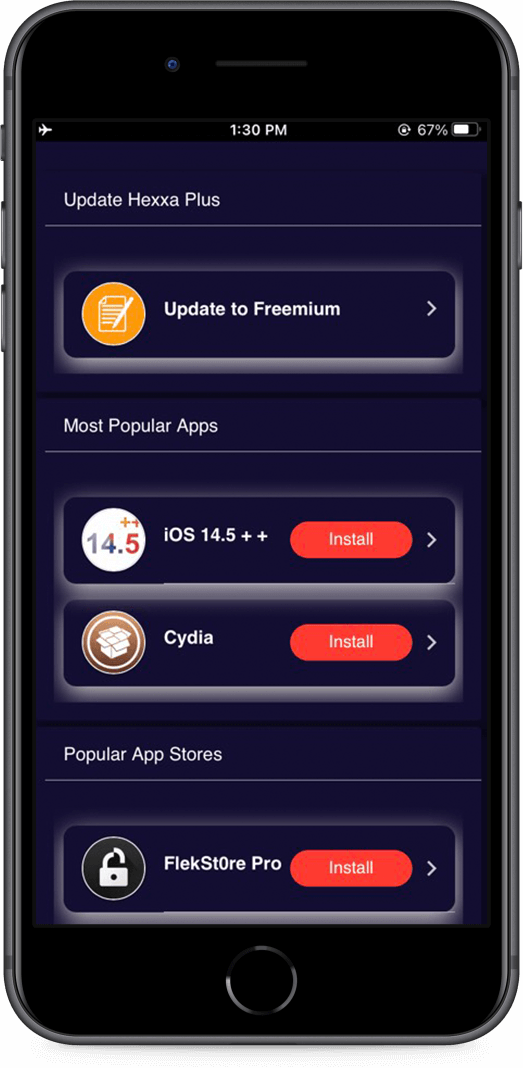 1:30 PM 67%
Update Hexxa Plus
Update to Freemium
Most Popular Apps
++
14.5
iOS 14.5 + +
Install
Cydia
Install
Popular App Stores
FlekSt0re Pro
Install